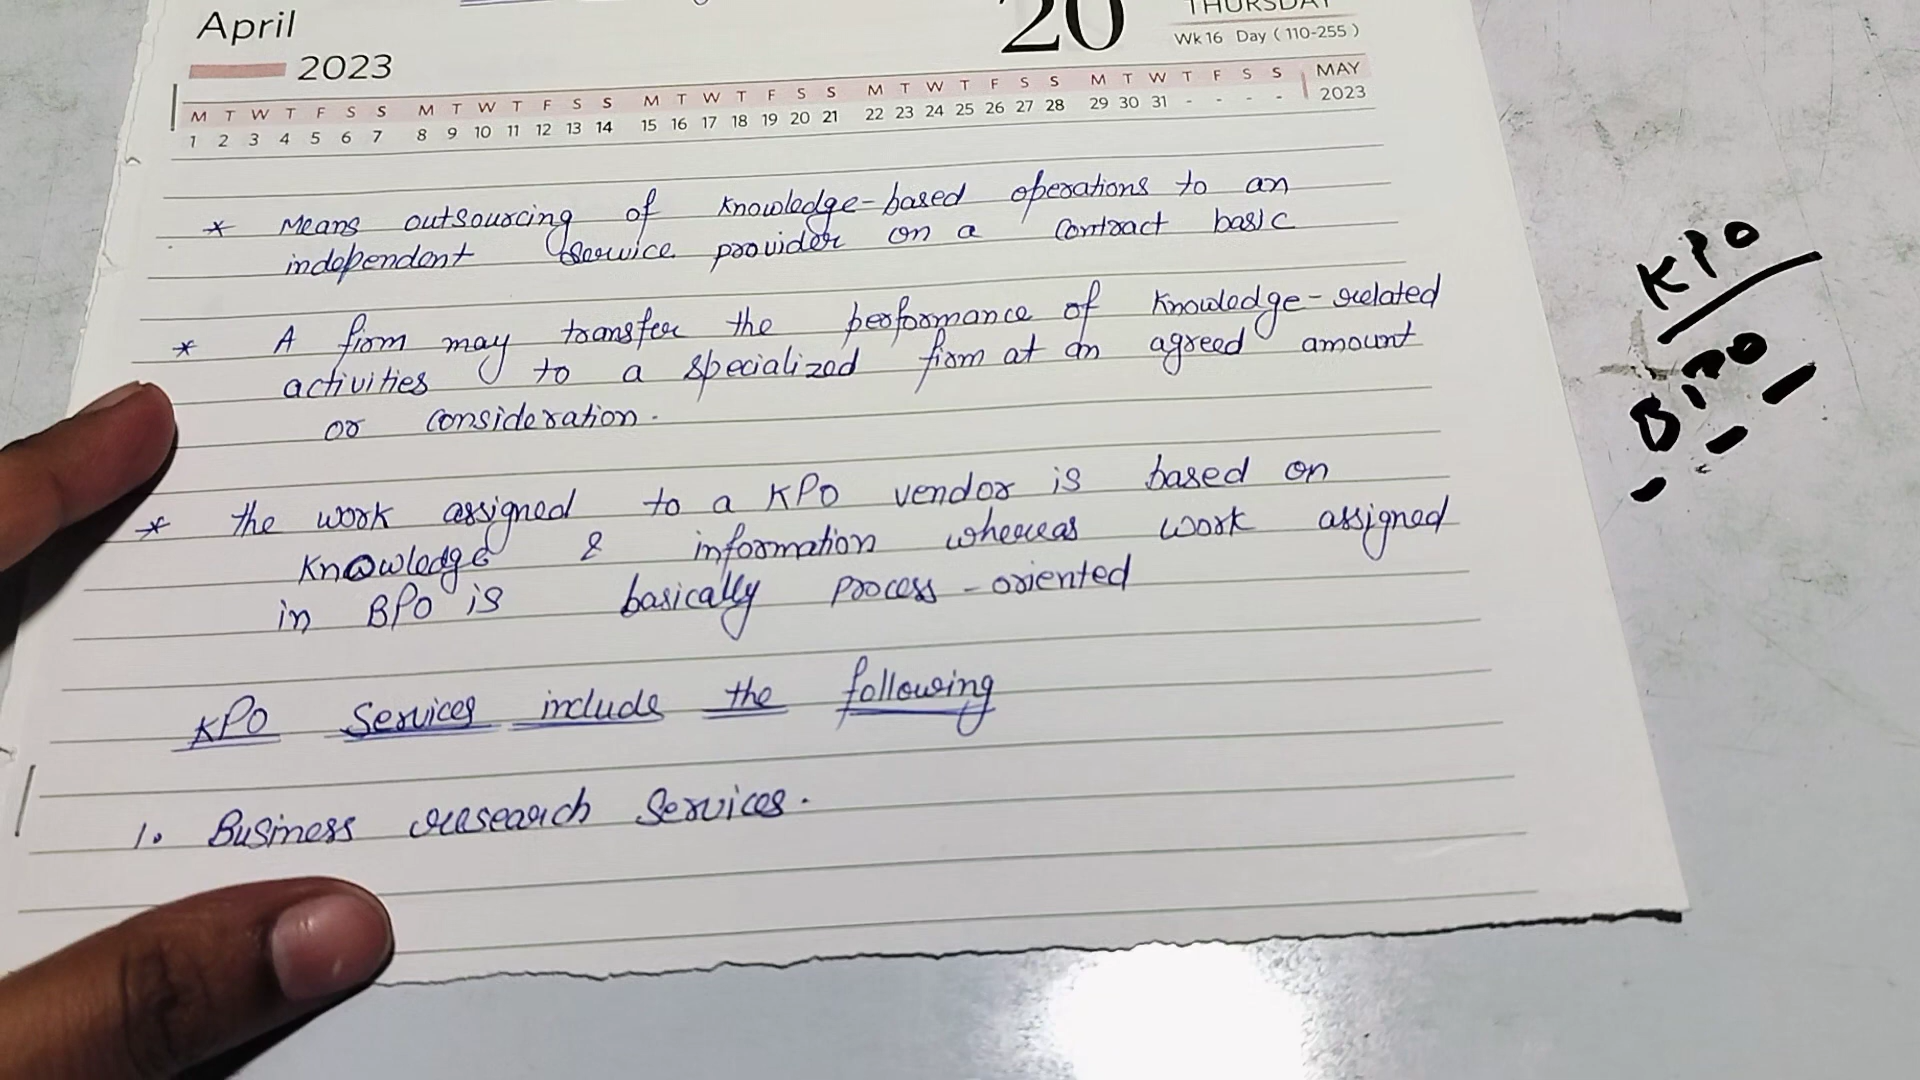 April
2023
20
THURSDAY
Wk 16 Day ( 110-255 )
M T W T F S S M T W T F S S M T W T F S S M T W T F S S M T W T F S S MAY
1 2 3 4 5 6 7 8 9 10 11 12 13 14 15 16 17 18 19 20 21 22 23 24 25 26 27 28 29 30 31 - - - - 2023
* Means outsourcing of knowledge-based operations to an
independent service provider on a contract basic
* A firm may transfer the performance of knowledge-related
activities to a specialized firm at an agreed amount
or consideration.
* the work assigned to a KPO vendor is based on
knowledge & information whereas work assigned
in BPO is basically process-oriented
KPO Services include the following
1. Business research Services.
KPO
BPO